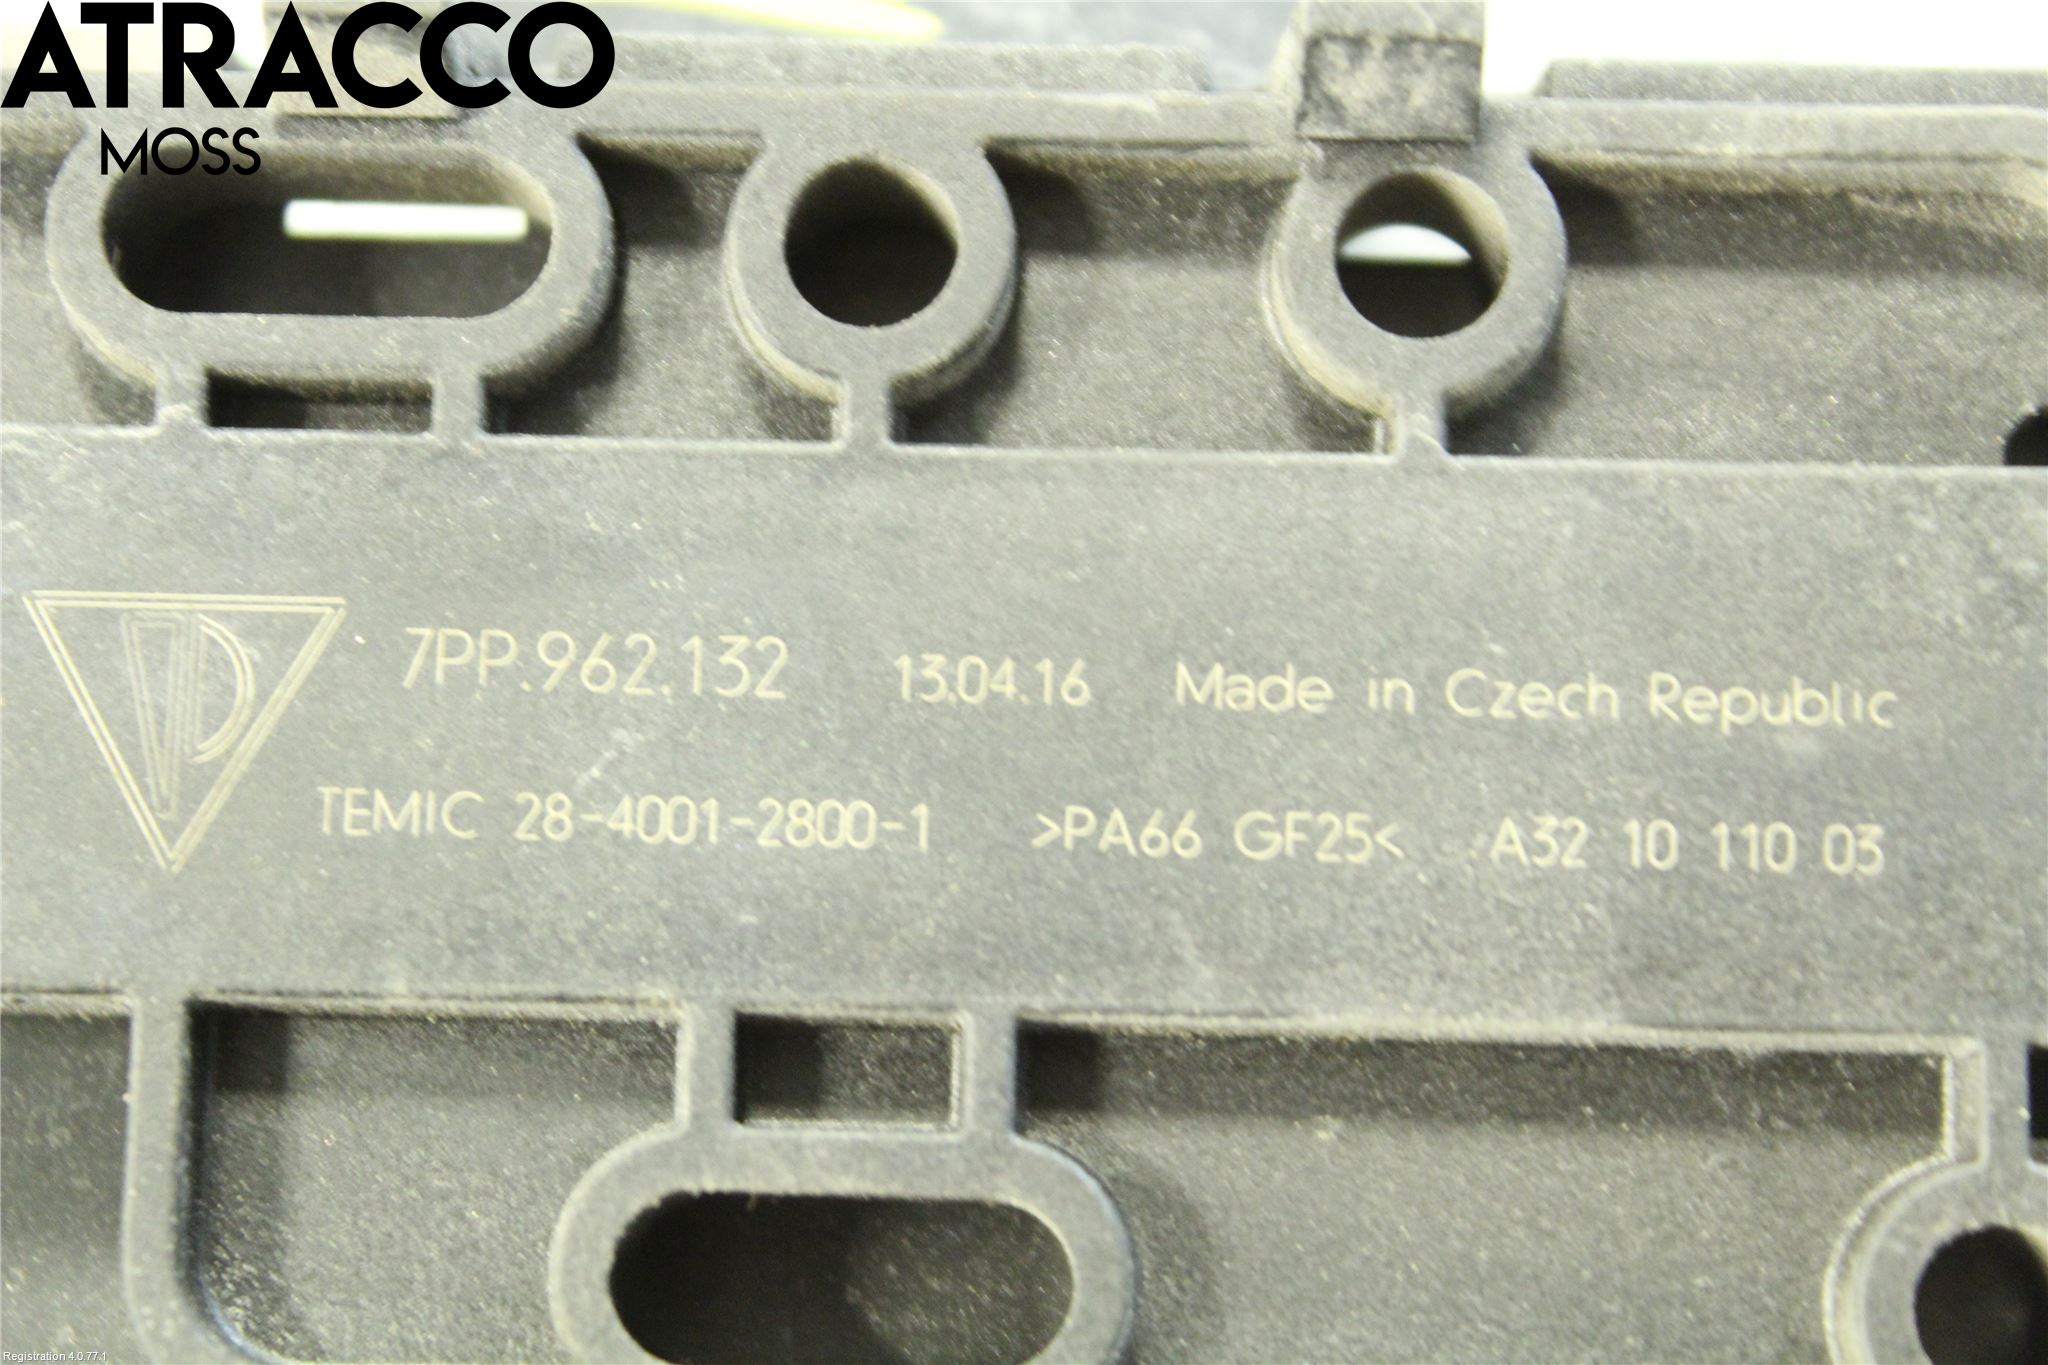 ATRACCO
MOSS
7PP.962.132 13.04.16 Made in Czech Republic
TEMIC 28-4001-2800-1 >PA66 GF25< A32 10 110 03
Registration 4.0.77.1